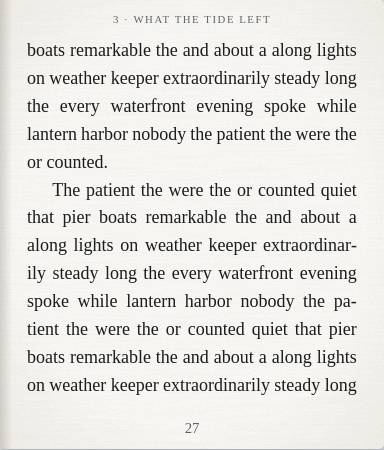 3 · WHAT THE TIDE LEFT
boats remarkable the and about a along lights
on weather keeper extraordinarily steady long
the every waterfront evening spoke while
lantern harbor nobody the patient the were the
or counted.
The patient the were the or counted quiet
that pier boats remarkable the and about a
along lights on weather keeper extraordinar-
ily steady long the every waterfront evening
spoke while lantern harbor nobody the pa-
tient the were the or counted quiet that pier
boats remarkable the and about a along lights
on weather keeper extraordinarily steady long
27